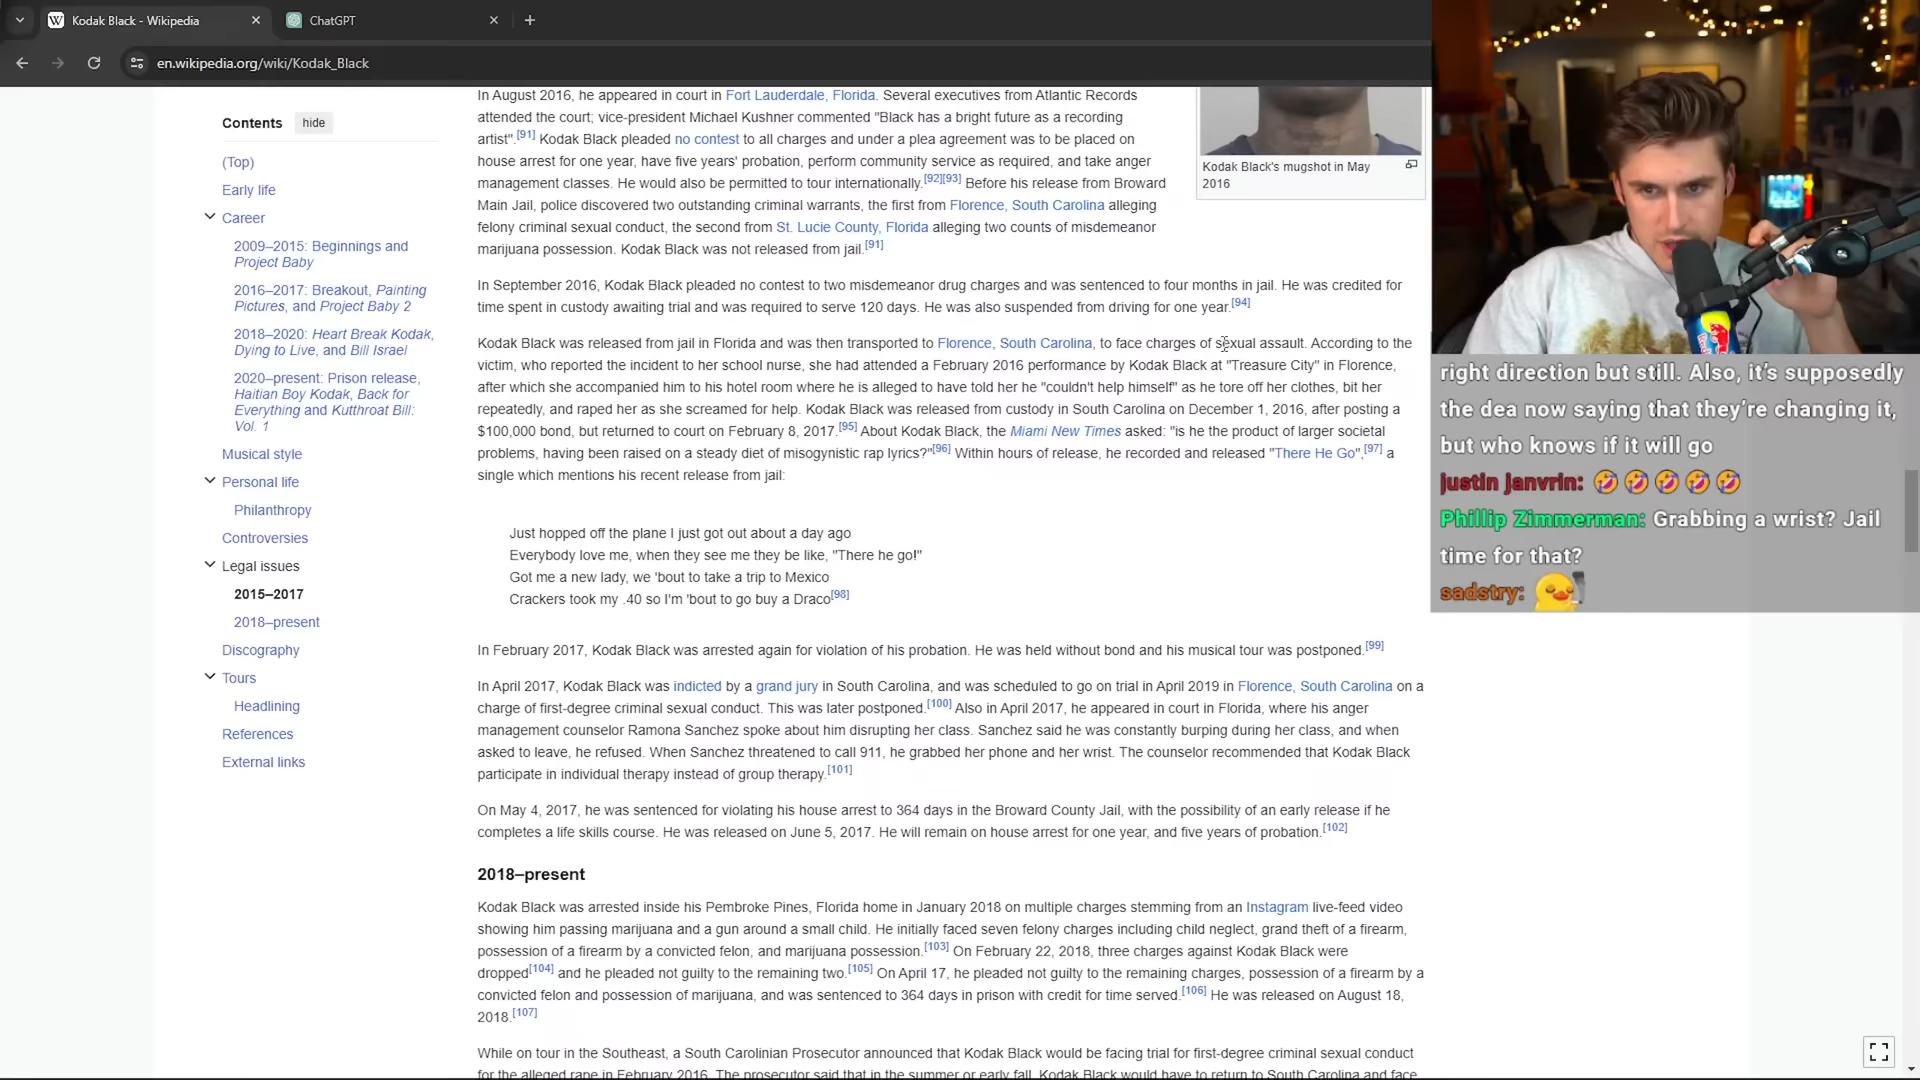 Kodak Black - Wikipedia
ChatGPT
en.wikipedia.org/wiki/Kodak_Black
Contents hide
(Top)
Early life
Career
2009–2015: Beginnings and
Project Baby
2016–2017: Breakout, Painting
Pictures, and Project Baby 2
2018–2020: Heart Break Kodak,
Dying to Live, and Bill Israel
2020–present: Prison release,
Haitian Boy Kodak, Back for
Everything and Kutthroat Bill:
Vol. 1
Musical style
Personal life
Philanthropy
Controversies
Legal issues
2015–2017
2018–present
Discography
Tours
Headlining
References
External links
In August 2016, he appeared in court in Fort Lauderdale, Florida. Several executives from Atlantic Records
attended the court; vice-president Michael Kushner commented "Black has a bright future as a recording
artist".[91] Kodak Black pleaded no contest to all charges and under a plea agreement was to be placed on
house arrest for one year, have five years' probation, perform community service as required, and take anger
management classes. He would also be permitted to tour internationally.[92][93] Before his release from Broward
Main Jail, police discovered two outstanding criminal warrants, the first from Florence, South Carolina alleging
felony criminal sexual conduct, the second from St. Lucie County, Florida alleging two counts of misdemeanor
marijuana possession. Kodak Black was not released from jail.[91]
Kodak Black's mugshot in May
2016
In September 2016, Kodak Black pleaded no contest to two misdemeanor drug charges and was sentenced to four months in jail. He was credited for
time spent in custody awaiting trial and was required to serve 120 days. He was also suspended from driving for one year.[94]
Kodak Black was released from jail in Florida and was then transported to Florence, South Carolina, to face charges of sexual assault. According to the
victim, who reported the incident to her school nurse, she had attended a February 2016 performance by Kodak Black at "Treasure City" in Florence,
after which she accompanied him to his hotel room where he is alleged to have told her he "couldn't help himself" as he tore off her clothes, bit her
repeatedly, and raped her as she screamed for help. Kodak Black was released from custody in South Carolina on December 1, 2016, after posting a
$100,000 bond, but returned to court on February 8, 2017.[95] About Kodak Black, the Miami New Times asked: "is he the product of larger societal
problems, having been raised on a steady diet of misogynistic rap lyrics?"[96] Within hours of release, he recorded and released "There He Go",[97] a
single which mentions his recent release from jail:
Just hopped off the plane I just got out about a day ago
Everybody love me, when they see me they be like, "There he go!"
Got me a new lady, we 'bout to take a trip to Mexico
Crackers took my .40 so I'm 'bout to go buy a Draco[98]
In February 2017, Kodak Black was arrested again for violation of his probation. He was held without bond and his musical tour was postponed.[99]
In April 2017, Kodak Black was indicted by a grand jury in South Carolina, and was scheduled to go on trial in April 2019 in Florence, South Carolina on a
charge of first-degree criminal sexual conduct. This was later postponed.[100] Also in April 2017, he appeared in court in Florida, where his anger
management counselor Ramona Sanchez spoke about him disrupting her class. Sanchez said he was constantly burping during her class, and when
asked to leave, he refused. When Sanchez threatened to call 911, he grabbed her phone and her wrist. The counselor recommended that Kodak Black
participate in individual therapy instead of group therapy.[101]
On May 4, 2017, he was sentenced for violating his house arrest to 364 days in the Broward County Jail, with the possibility of an early release if he
completes a life skills course. He was released on June 5, 2017. He will remain on house arrest for one year, and five years of probation.[102]
2018–present
Kodak Black was arrested inside his Pembroke Pines, Florida home in January 2018 on multiple charges stemming from an Instagram live-feed video
showing him passing marijuana and a gun around a small child. He initially faced seven felony charges including child neglect, grand theft of a firearm,
possession of a firearm by a convicted felon, and marijuana possession.[103] On February 22, 2018, three charges against Kodak Black were
dropped[104] and he pleaded not guilty to the remaining two.[105] On April 17, he pleaded not guilty to the remaining charges, possession of a firearm by a
convicted felon and possession of marijuana, and was sentenced to 364 days in prison with credit for time served.[106] He was released on August 18,
2018.[107]
While on tour in the Southeast, a South Carolinian Prosecutor announced that Kodak Black would be facing trial for first-degree criminal sexual conduct
for the alleged rape in February 2016. The prosecutor said that in the summer or early fall, Kodak Black would have to return to South Carolina and face
right direction but still. Also, it's supposedly
the dea now saying that they're changing it,
but who knows if it will go
justin janvrin: 🤣🤣🤣🤣🤣
Phillip Zimmerman: Grabbing a wrist? Jail
time for that?
sadstry: